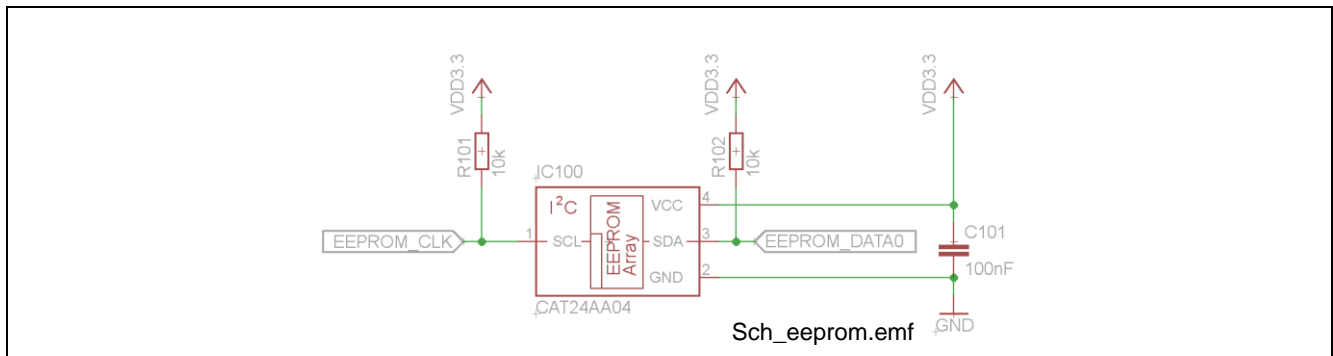 VDD3.3
VDD3.3
VDD3.3
R101
10k
R102
10k
IC100
I²C
EEPROM
Array
VCC
4
EEPROM_CLK
1
SCL
SDA
3
EEPROM_DATA0
C101
100nF
GND
2
CAT24AA04
Sch_eeprom.emf
GND